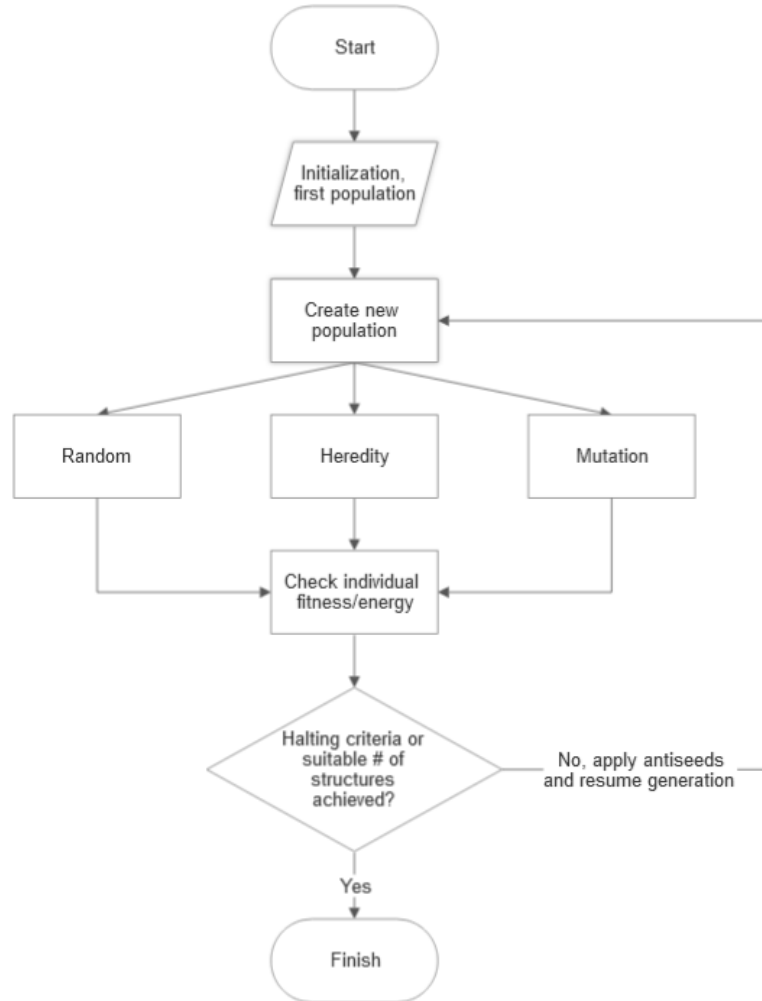 Start
Initialization,
first population
Create new
population
Random
Heredity
Mutation
Check individual
fitness/energy
Halting criteria or
suitable # of
structures
achieved?
No, apply antiseeds
and resume generation
Yes
Finish